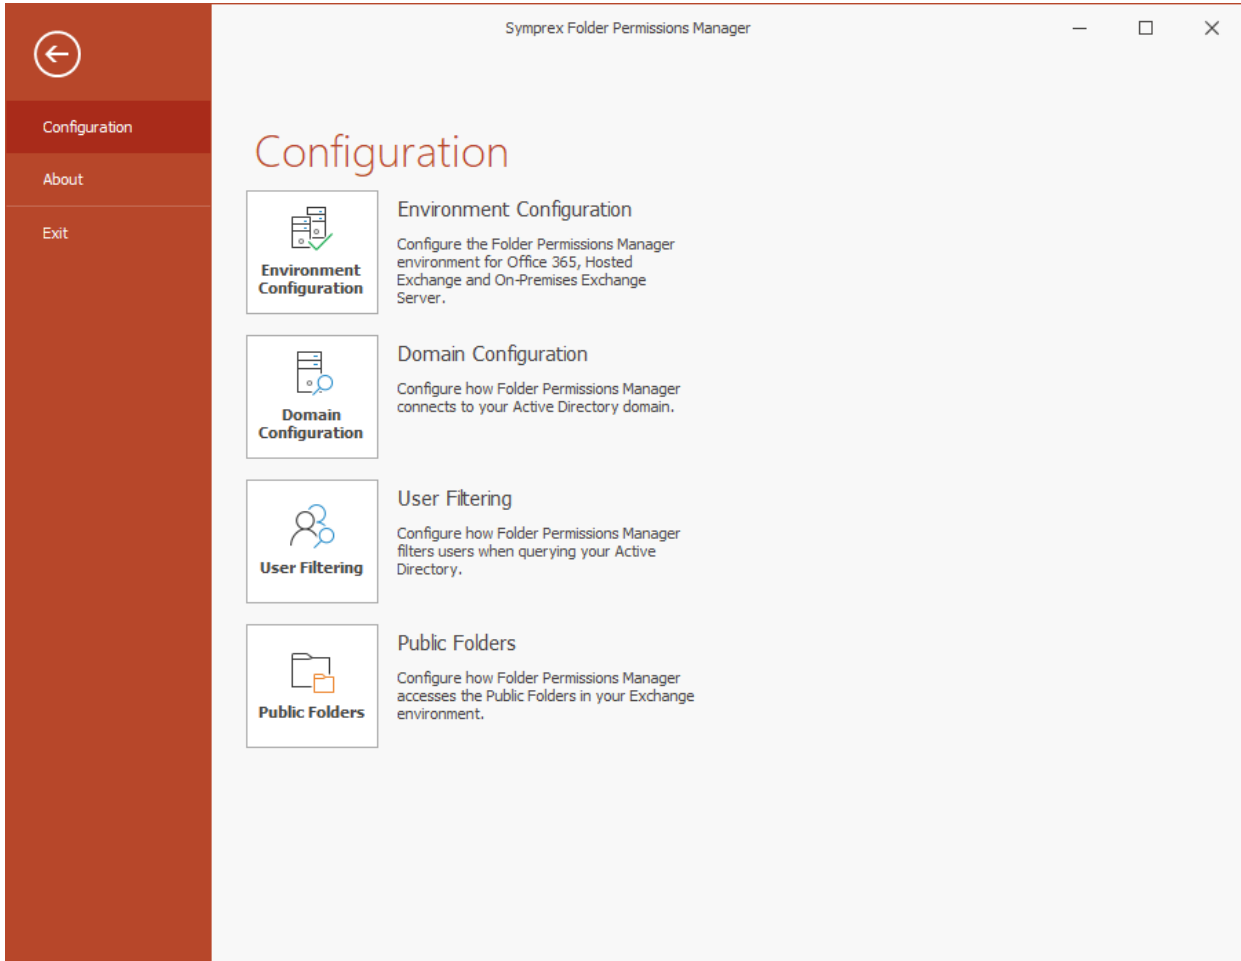 Symprex Folder Permissions Manager
Configuration
About
Exit
Configuration
Environment
Configuration
Environment Configuration
Configure the Folder Permissions Manager
environment for Office 365, Hosted
Exchange and On-Premises Exchange
Server.
Domain
Configuration
Domain Configuration
Configure how Folder Permissions Manager
connects to your Active Directory domain.
User Filtering
User Filtering
Configure how Folder Permissions Manager
filters users when querying your Active
Directory.
Public Folders
Public Folders
Configure how Folder Permissions Manager
accesses the Public Folders in your Exchange
environment.